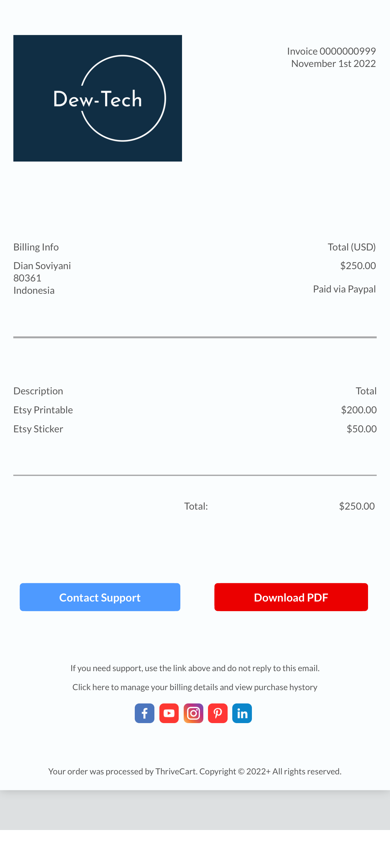 Dew-Tech
Invoice 0000000999
November 1st 2022
Billing Info
Total (USD)
Dian Soviyani
$250.00
80361
Indonesia
Paid via Paypal
Description
Total
Etsy Printable
$200.00
Etsy Sticker
$50.00
Total:
$250.00
Contact Support
Download PDF
If you need support, use the link above and do not reply to this email.
Click here to manage your billing details and view purchase hystory
Your order was processed by ThriveCart. Copyright © 2022+ All rights reserved.